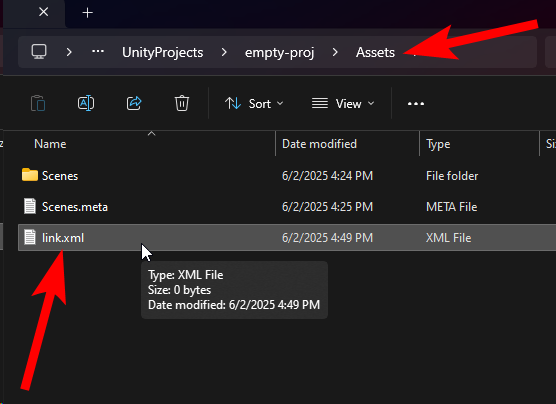 UnityProjects > empty-proj > Assets
Sort View
Name Date modified Type Si
Scenes 6/2/2025 4:24 PM File folder
Scenes.meta 6/2/2025 4:25 PM META File
link.xml 6/2/2025 4:49 PM XML File
Type: XML File
Size: 0 bytes
Date modified: 6/2/2025 4:49 PM